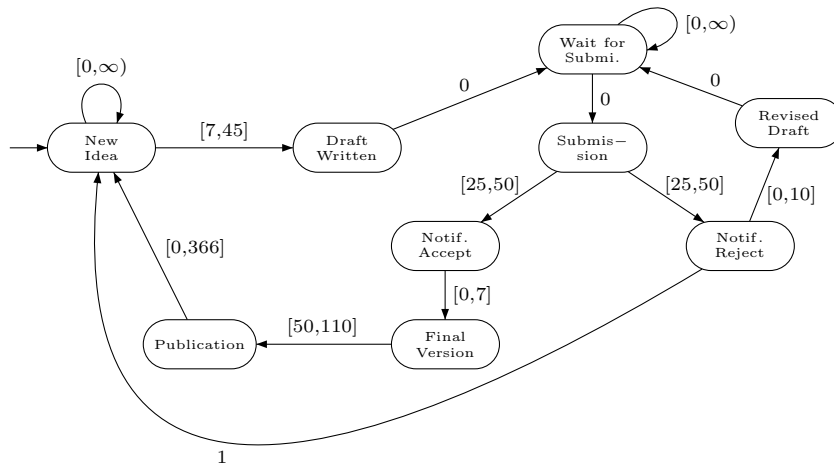 [0,∞)
Wait for
Submi.
[0,∞)
0
0
0
New
Idea
[7,45]
Draft
Written
Submis−
sion
Revised
Draft
[25,50]
[25,50]
[0,10]
[0,366]
Notif.
Accept
Notif.
Reject
[0,7]
Publication
[50,110]
Final
Version
1